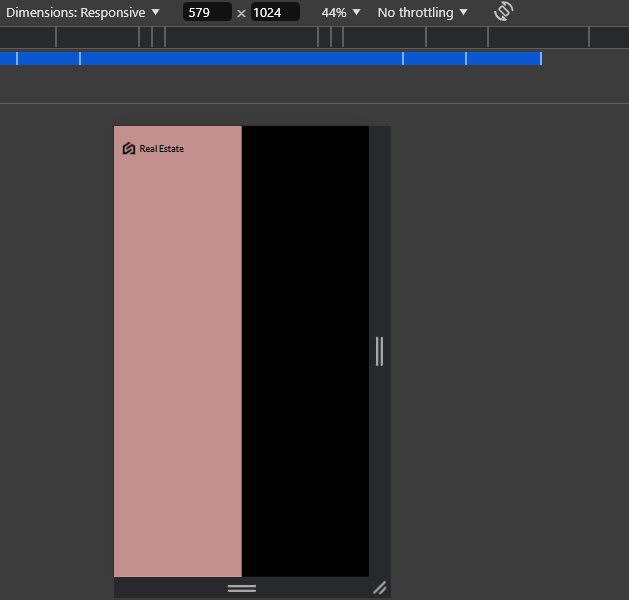 Dimensions: Responsive ▼ 579 × 1024 44% ▼ No throttling ▼
Real Estate